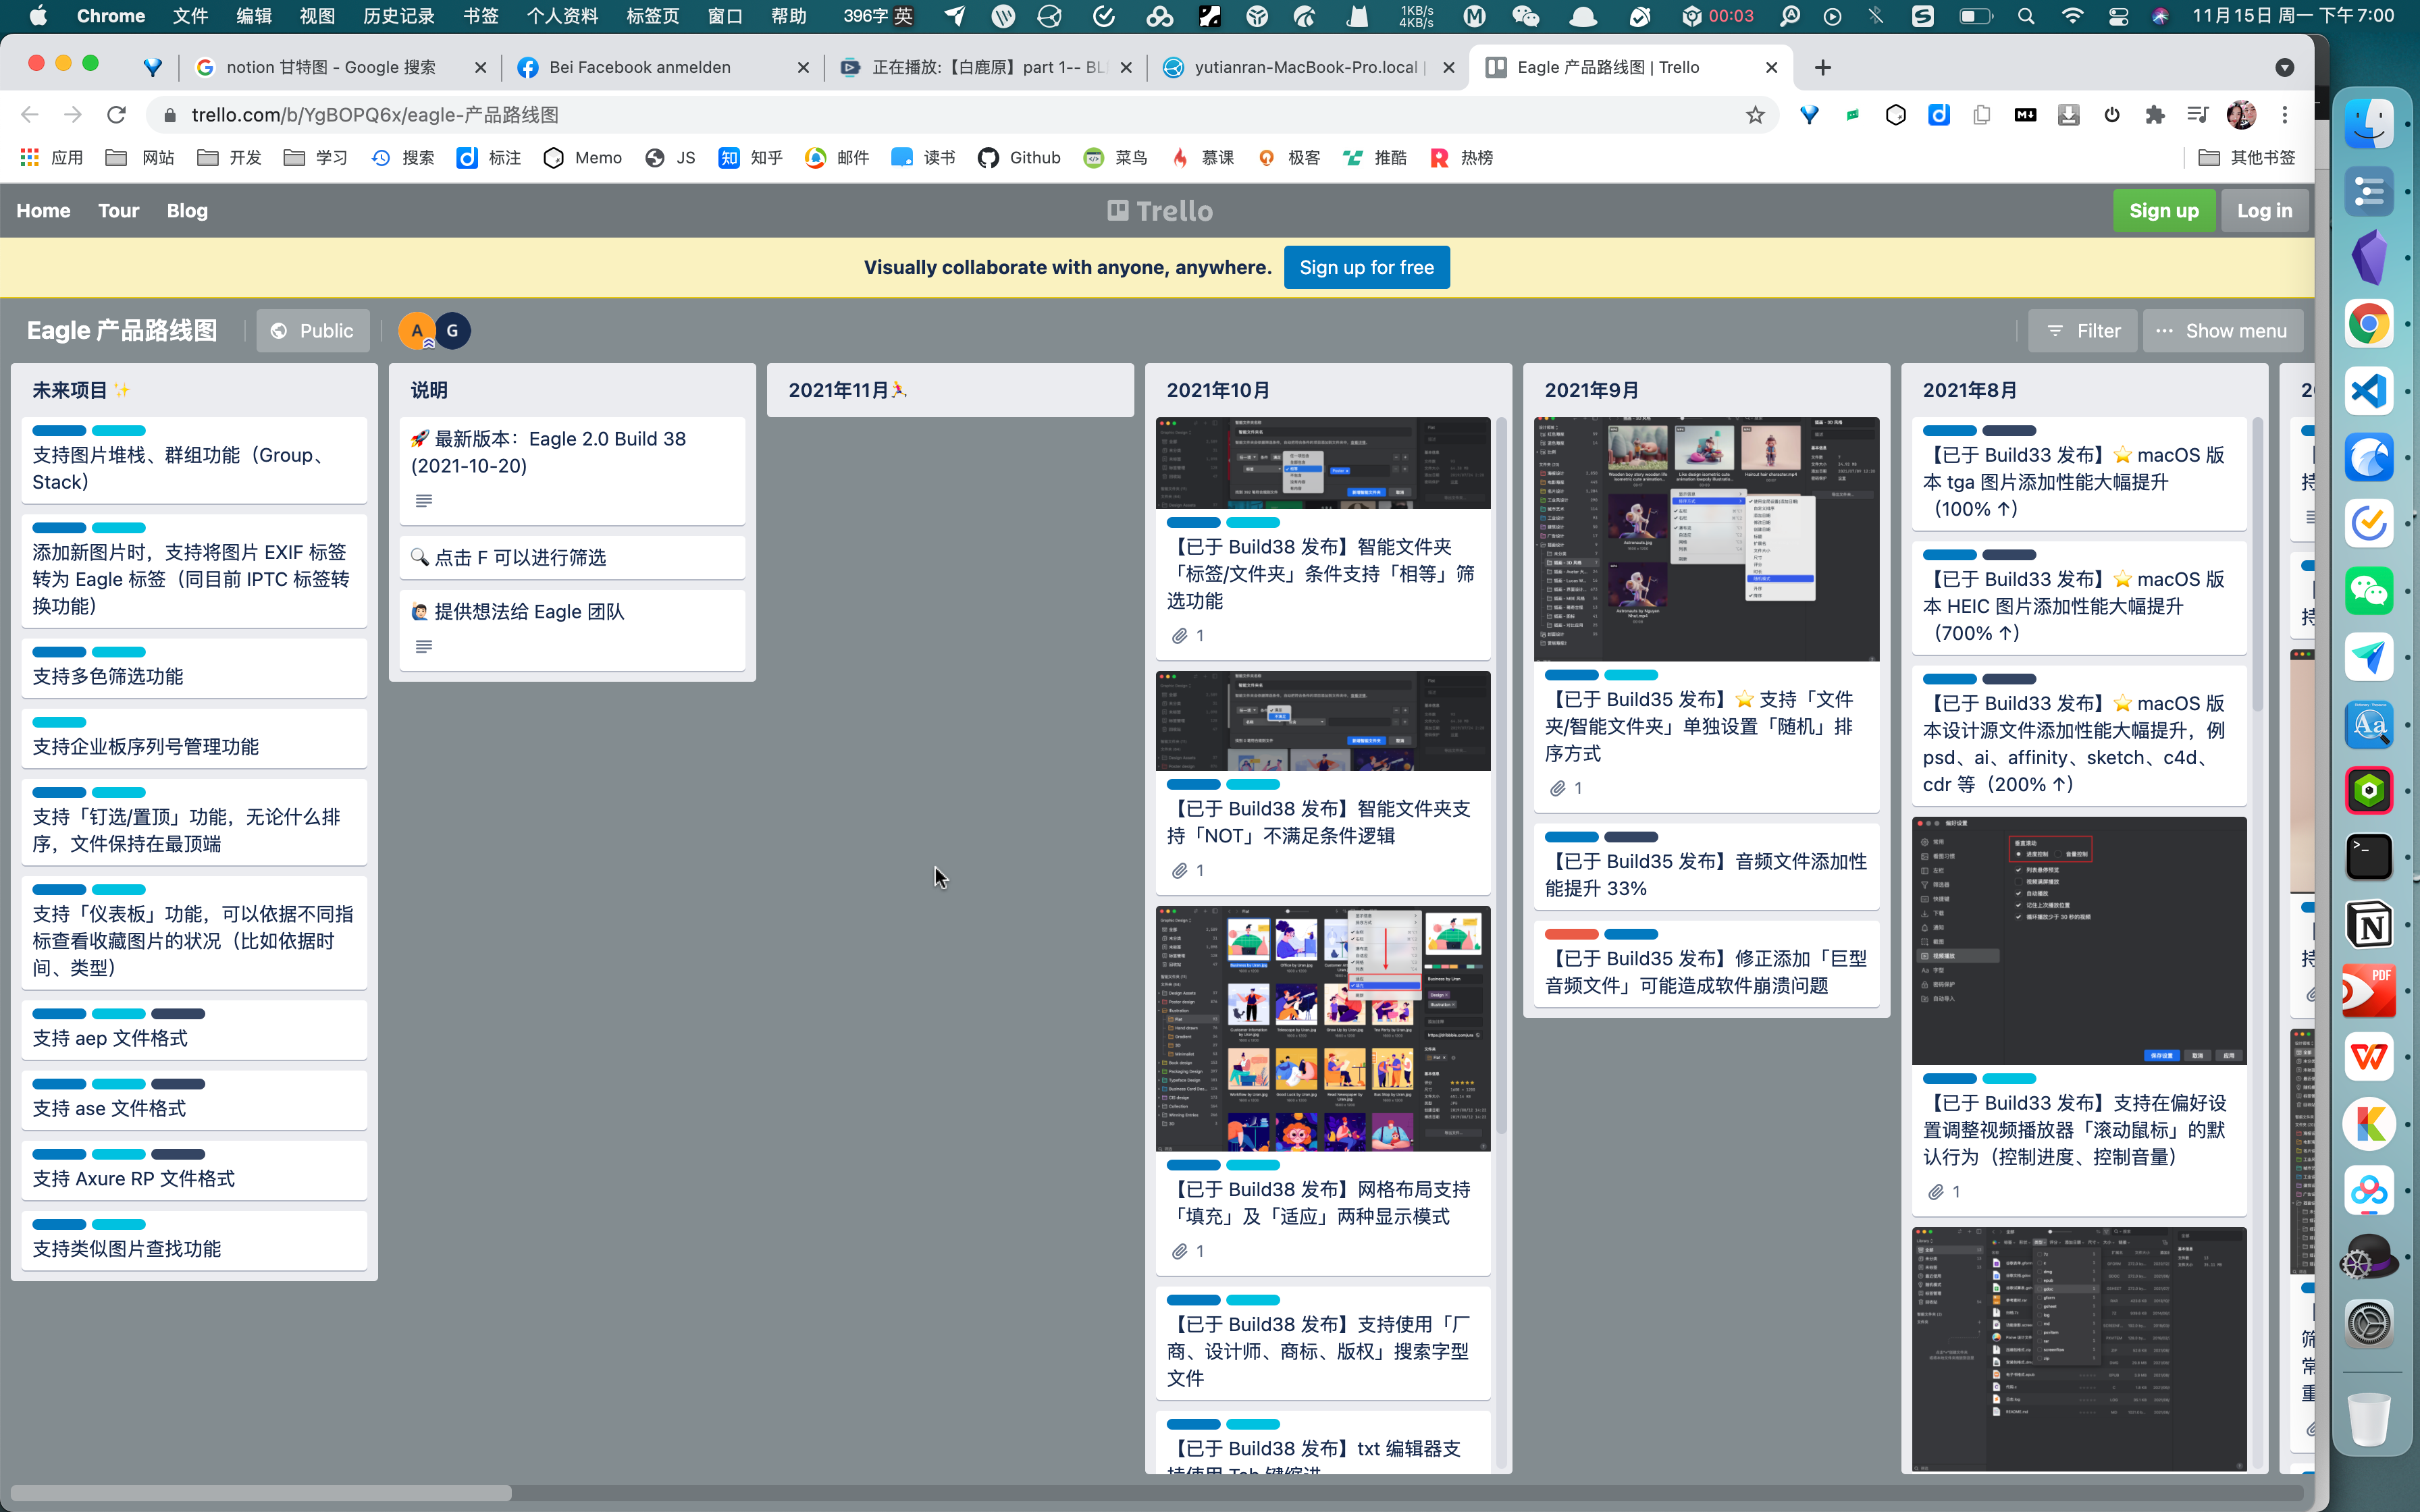 Chrome 文件 编辑 视图 历史记录 书签 个人资料 标签页 窗口 帮助 396字 英 1KB/s 4KB/s 00:03 11月15日 周一 下午7:00
notion 甘特图 - Google 搜索
Bei Facebook anmelden
正在播放:【白鹿原】part 1-- BL
yutianran-MacBook-Pro.local
Eagle 产品路线图 | Trello
trello.com/b/YgBOPQ6x/eagle-产品路线图
应用 网站 开发 学习 搜索 标注 Memo JS 知乎 邮件 读书 Github 菜鸟 慕课 极客 推酷 热榜 其他书签
Home Tour Blog Trello Sign up Log in
Visually collaborate with anyone, anywhere. Sign up for free
Eagle 产品路线图 Public A G Filter Show menu
未来项目✨
支持图片堆栈、群组功能（Group、
Stack）
添加新图片时，支持将图片 EXIF 标签
转为 Eagle 标签（同目前 IPTC 标签转
换功能）
支持多色筛选功能
支持企业板序列号管理功能
支持「钉选/置顶」功能，无论什么排
序，文件保持在最顶端
支持「仪表板」功能，可以依据不同指
标查看收藏图片的状况（比如依据时
间、类型）
支持 aep 文件格式
支持 ase 文件格式
支持 Axure RP 文件格式
支持类似图片查找功能
说明
🚀 最新版本：Eagle 2.0 Build 38
(2021-10-20)
🔍 点击 F 可以进行筛选
🙋🏻‍♂️ 提供想法给 Eagle 团队
2021年11月🏃
2021年10月
【已于 Build38 发布】智能文件夹
「标签/文件夹」条件支持「相等」筛
选功能
1
【已于 Build38 发布】智能文件夹支
持「NOT」不满足条件逻辑
1
【已于 Build38 发布】网格布局支持
「填充」及「适应」两种显示模式
1
【已于 Build38 发布】支持使用「厂
商、设计师、商标、版权」搜索字型
文件
【已于 Build38 发布】txt 编辑器支
持使用 Tab 键缩进
2021年9月
【已于 Build35 发布】⭐ 支持「文件
夹/智能文件夹」单独设置「随机」排
序方式
1
【已于 Build35 发布】音频文件添加性
能提升 33%
【已于 Build35 发布】修正添加「巨型
音频文件」可能造成软件崩溃问题
2021年8月
【已于 Build33 发布】⭐ macOS 版
本 tga 图片添加性能大幅提升
（100% ↑）
【已于 Build33 发布】⭐ macOS 版
本 HEIC 图片添加性能大幅提升
（700% ↑）
【已于 Build33 发布】⭐ macOS 版
本设计源文件添加性能大幅提升，例
psd、ai、affinity、sketch、c4d、
cdr 等（200% ↑）
【已于 Build33 发布】支持在偏好设
置调整视频播放器「滚动鼠标」的默
认行为（控制进度、控制音量）
1